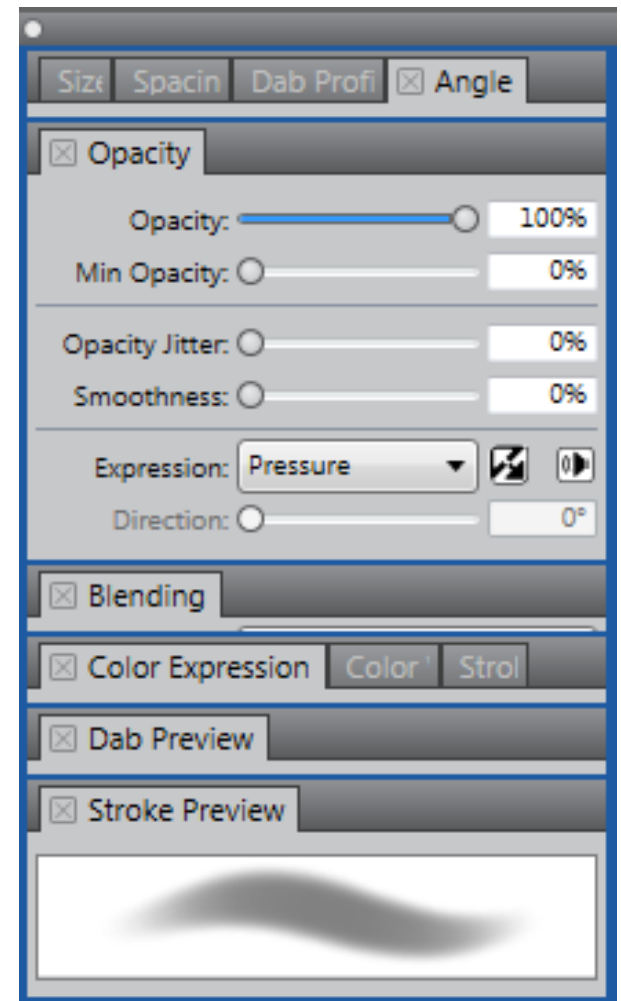 Size Spacin Dab Profi Angle
Opacity
Opacity: 100%
Min Opacity: 0%
Opacity Jitter: 0%
Smoothness: 0%
Expression: Pressure
Direction: 0°
Blending
Color Expression Color Strol
Dab Preview
Stroke Preview